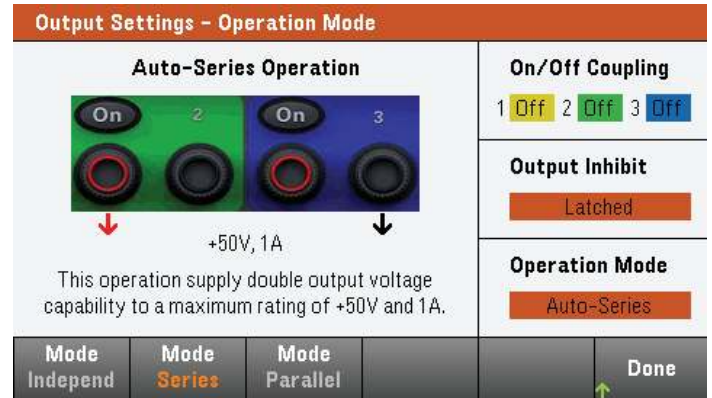 Output Settings - Operation Mode
Auto-Series Operation
On 2 On 3
+50V, 1A
This operation supply double output voltage
capability to a maximum rating of +50V and 1A.
On/Off Coupling
1 Off 2 Off 3 Off
Output Inhibit
Latched
Operation Mode
Auto-Series
Mode Independ
Mode Series
Mode Parallel
Done